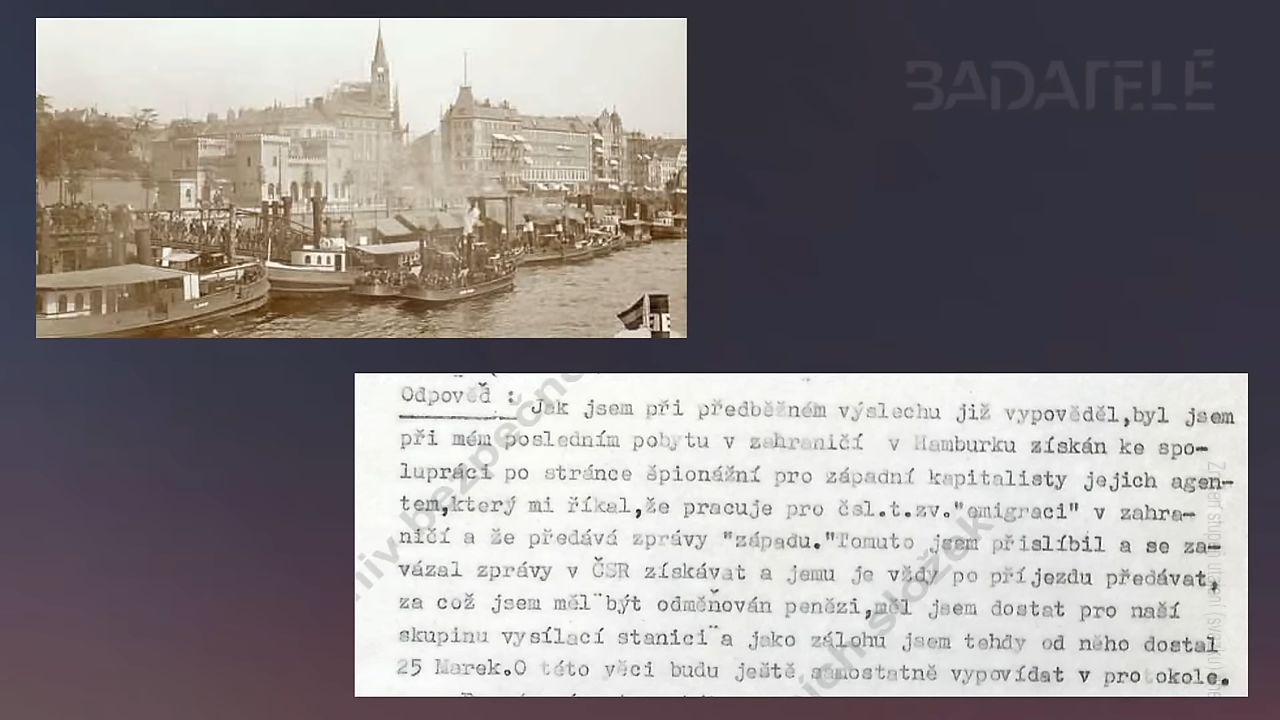 BADATELÉ
Odpověď :
Jak jsem při předběžném výslechu již vypověděl,byl jsem
při mém posledním pobytu v zahraničí v Hamburku získán ke spo-
lupráci po stránce špionážní pro západní kapitalisty jejich agen-
tem,který mi říkal,že pracuje pro čsl.t.zv."emigraci" v zahra-
ničí a že předává zprávy "západu."Tomuto jsem přislíbil a se za-
vázal zprávy v ČSR získávat a jemu je vždy po příjezdu předávat,
za což jsem měl být odměňován penězi,měl jsem dostat pro naší
skupinu vysílací stanici a jako zálohu jsem tehdy od něho dostal
25 Marek.O této věci budu ještě samostatně vypovídat v protokole.